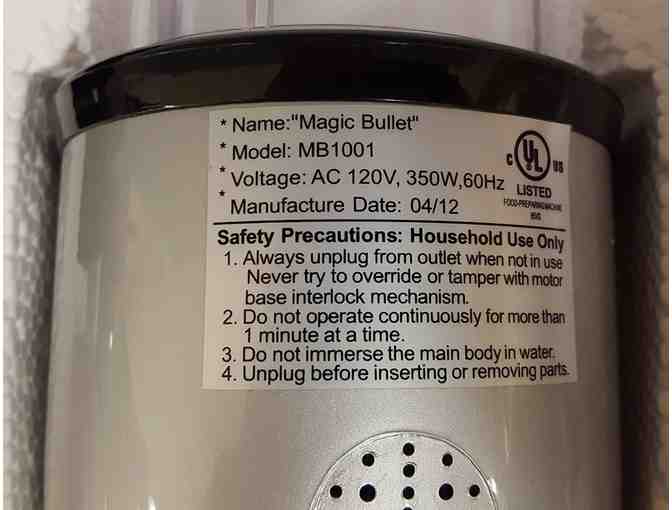 * Name:"Magic Bullet"
* Model: MB1001
* Voltage: AC 120V, 350W,60Hz
* Manufacture Date: 04/12
C UL US
LISTED
FOOD-PREPARING MACHINE
Safety Precautions: Household Use Only
1. Always unplug from outlet when not in use
Never try to override or tamper with motor
base interlock mechanism.
2. Do not operate continuously for more than
1 minute at a time.
3. Do not immerse the main body in water.
4. Unplug before inserting or removing parts.